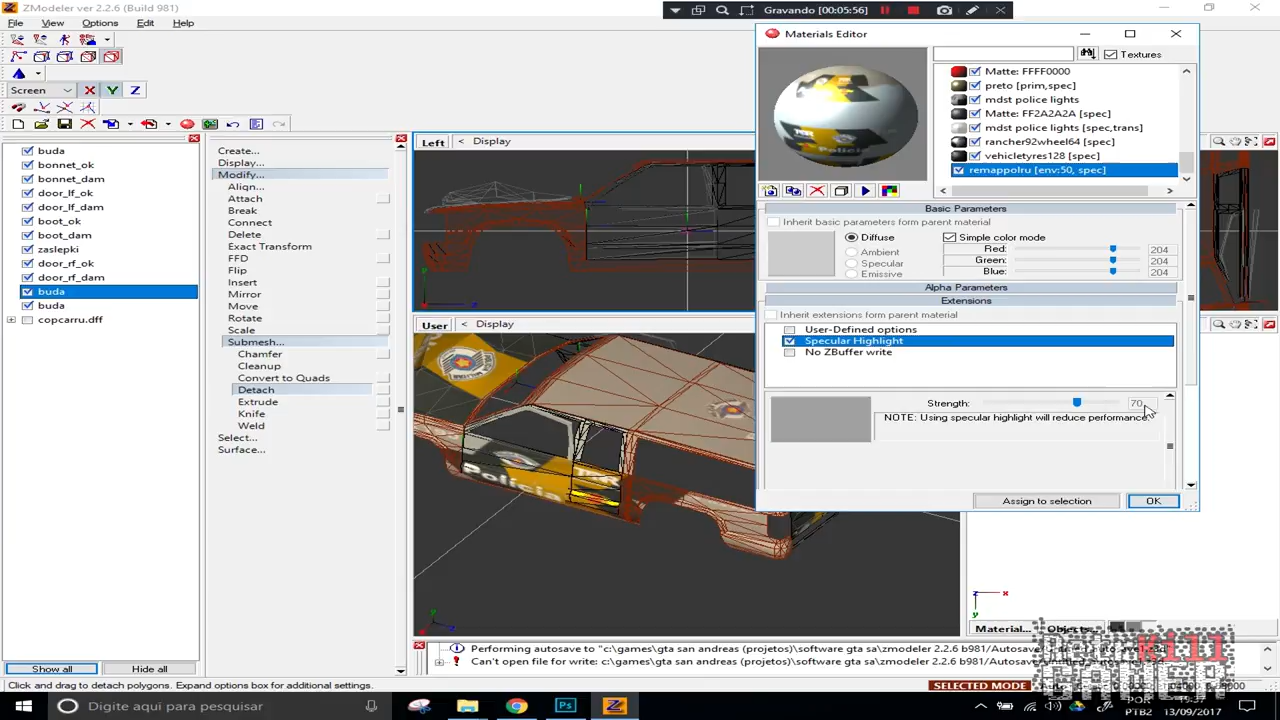 ZModeler ver 2.2.6 (Build 981)
Gravando [00:05:56]
File View Options Edit Help
Screen X Y Z
buda
bonnet_ok
bonnet_dam
door_lf_ok
door_lf_dam
boot_ok
boot_dam
zaslepki
door_rf_ok
door_rf_dam
buda
buda
copcarru.dff
Show all Hide all
Create...
Display...
Modify...
Align...
Attach
Break
Connect
Delete
Exact Transform
FFD
Flip
Insert
Mirror
Move
Rotate
Scale
Submesh...
Chamfer
Cleanup
Convert to Quads
Detach
Extrude
Knife
Weld
Select...
Surface...
Left < Display
User < Display
Policia
Materials Editor
Textures
Matte: FFFF0000
preto [prim,spec]
mdst police lights
Matte: FF2A2A2A [spec]
mdst police lights [spec,trans]
rancher92wheel64 [spec]
vehicletyres128 [spec]
remappolru [env:50, spec]
Basic Parameters
Inherit basic parameters form parent material
Diffuse
Ambient
Specular
Emissive
Simple color mode
Red: 204
Green: 204
Blue: 204
Alpha Parameters
Extensions
Inherit extensions form parent material
User-Defined options
Specular Highlight
No ZBuffer write
Strength: 70
NOTE: Using specular highlight will reduce performance.
Assign to selection OK
z x
y
Material... Objects...
Performing autosave to "c:\games\gta san andreas (projetos)\software gta sa\zmodeler 2.2.6 b981\Autosave
Can't open file for write: c:\games\gta san andreas (projetos)\software gta sa\zmodeler 2.2.6 b981/Autosave
Click and drag to detach polygons. Expand options box for additional settings.
SELECTED MODE
Digite aqui para pesquisar
Ps
POR
PTB2
19:37
13/09/2017